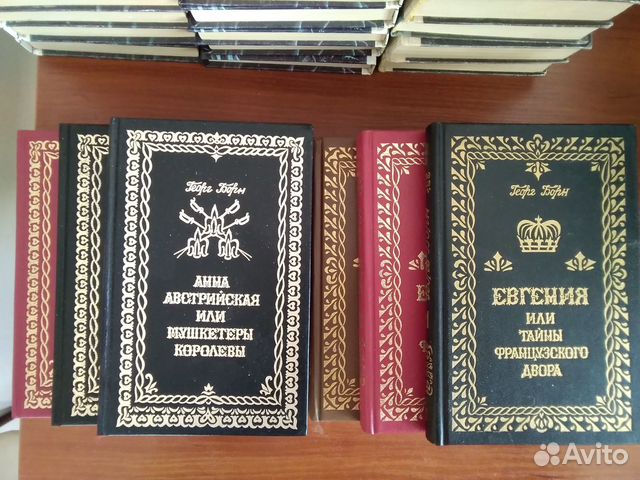 Георг Борн
АННА
АВСТРИЙСКАЯ
ИЛИ
МУШКЕТЕРЫ
КОРОЛЕВЫ
Георг Борн
ЕВГЕНИЯ
ИЛИ
ТАЙНЫ
ФРАНЦУЗСКОГО
ДВОРА
Avito